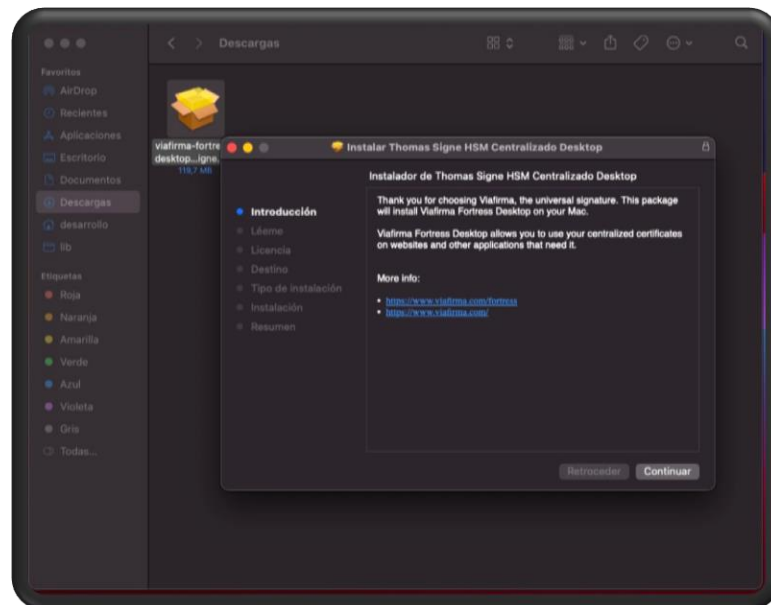 Descargas
Favoritos
AirDrop
Recientes
Aplicaciones
Escritorio
Documentos
Descargas
desarrollo
lib
Etiquetas
Roja
Naranja
Amarilla
Verde
Azul
Violeta
Gris
Todas...
viafirma-fortre
desktop...igne.
119,7 MB
Instalar Thomas Signe HSM Centralizado Desktop
Instalador de Thomas Signe HSM Centralizado Desktop
Introducción
Léeme
Licencia
Destino
Tipo de instalación
Instalación
Resumen
Thank you for choosing Viafirma, the universal signature. This package
will install Viafirma Fortress Desktop on your Mac.
Viafirma Fortress Desktop allows you to use your centralized certificates
on websites and other applications that need it.
More info:
https://www.viafirma.com/fortress
https://www.viafirma.com/
Retroceder
Continuar